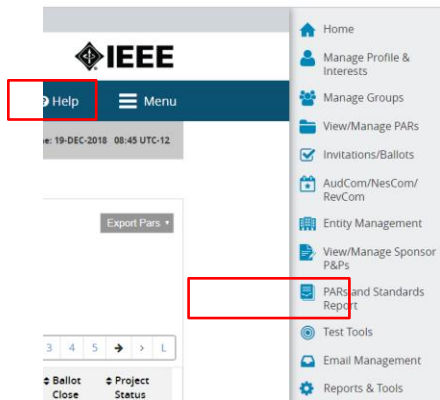 IEEE
Help
Menu
e: 19-DEC-2018 08:45 UTC-12
Export Pars
3 4 5 → > L
Ballot Close
Project Status
Home
Manage Profile &
Interests
Manage Groups
View/Manage PARs
Invitations/Ballots
AudCom/NesCom/
RevCom
Entity Management
View/Manage Sponsor
P&Ps
PARs and Standards
Report
Test Tools
Email Management
Reports & Tools